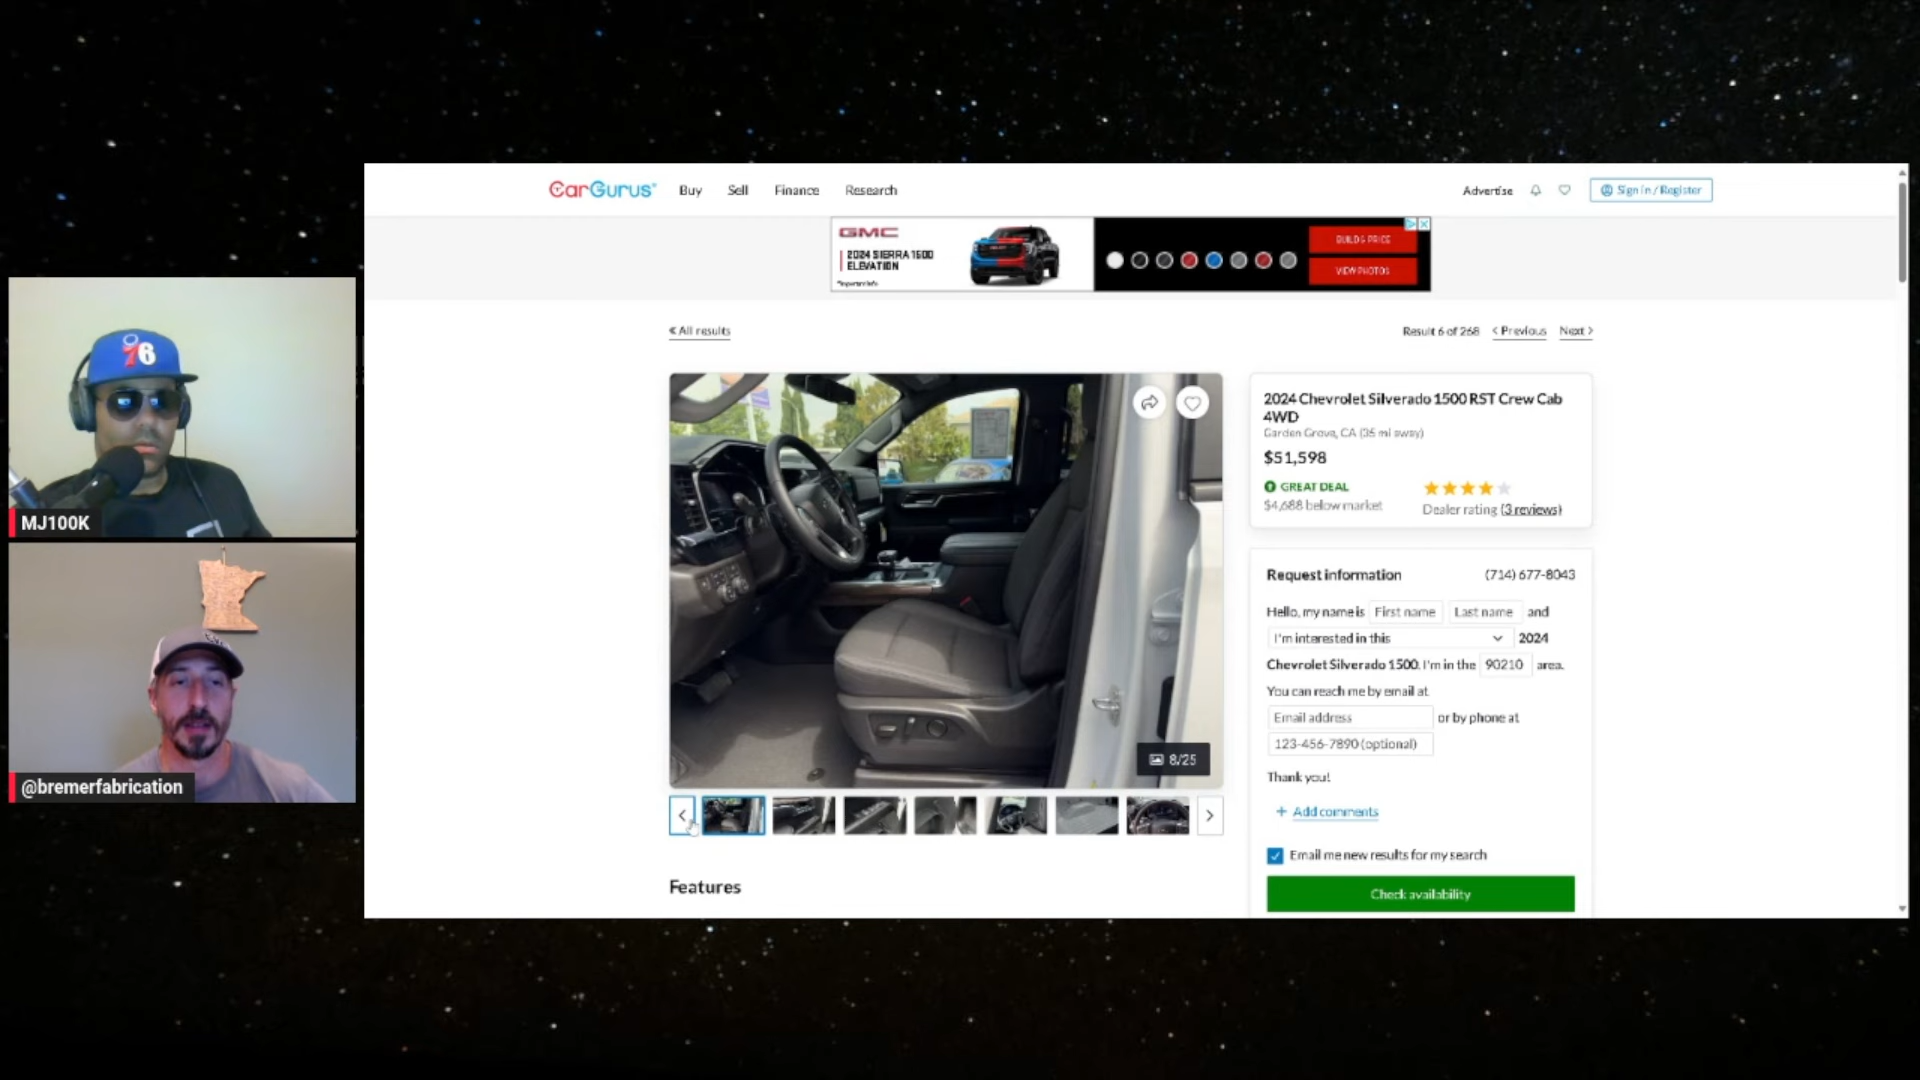 CarGurus
Buy
Sell
Finance
Research
Advertise
Sign in / Register
GMC
2024 SIERRA 1500
ELEVATION
BUILD & PRICE
VIEW PHOTOS
< All results
Result 6 of 268
< Previous
Next >
76
MJ100K
@bremerfabrication
8/25
Features
2024 Chevrolet Silverado 1500 RST Crew Cab
4WD
Garden Grove, CA (35 mi away)
$51,598
GREAT DEAL
$4,688 below market
Dealer rating (3 reviews)
Request information
(714) 677-8043
Hello, my name is First name Last name and
I'm interested in this 2024
Chevrolet Silverado 1500. I'm in the 90210 area.
You can reach me by email at
Email address or by phone at
123-456-7890 (optional)
Thank you!
+ Add comments
Email me new results for my search
Check availability